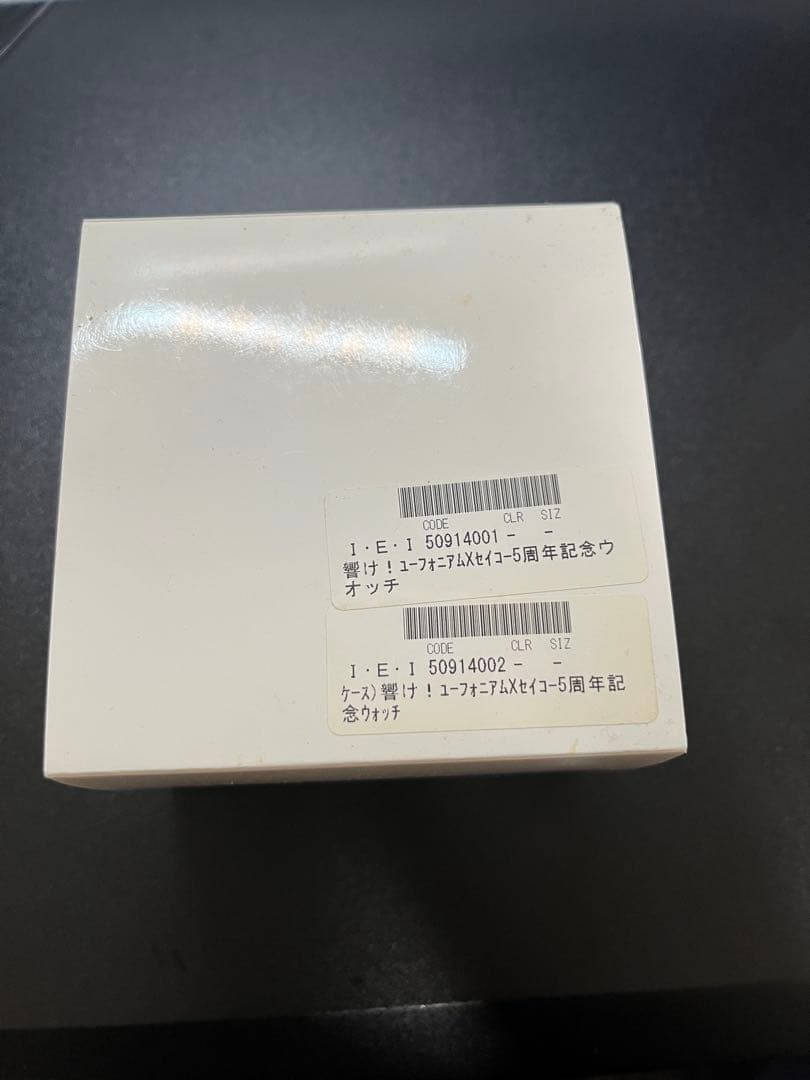 CODE CLR SIZ
I・E・I 50914001 - -
響け！ﾕｰﾌｫﾆｱﾑXｾｲｺｰ5周年記念ウ
オッチ
CODE CLR SIZ
I・E・I 50914002 - -
ｹｰｽ)響け！ﾕｰﾌｫﾆｱﾑXｾｲｺｰ5周年記
念ｳｫｯﾁ